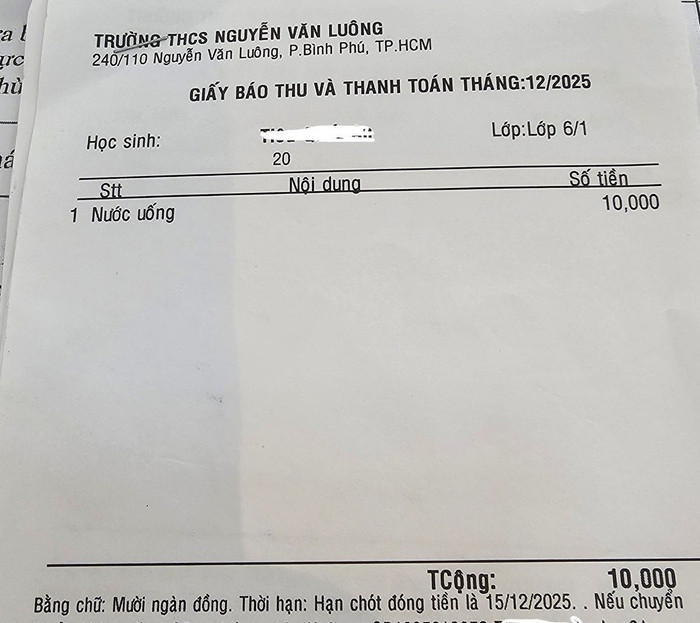 TRƯỜNG THCS NGUYỄN VĂN LUÔNG
240/110 Nguyễn Văn Luông, P.Bình Phú, TP.HCM
GIẤY BÁO THU VÀ THANH TOÁN THÁNG:12/2025
Học sinh: Lớp:Lớp 6/1
20
Stt Nội dung Số tiền
1 Nước uống 10,000
TCộng: 10,000
Bằng chữ: Mười ngàn đồng. Thời hạn: Hạn chót đóng tiền là 15/12/2025. . Nếu chuyển